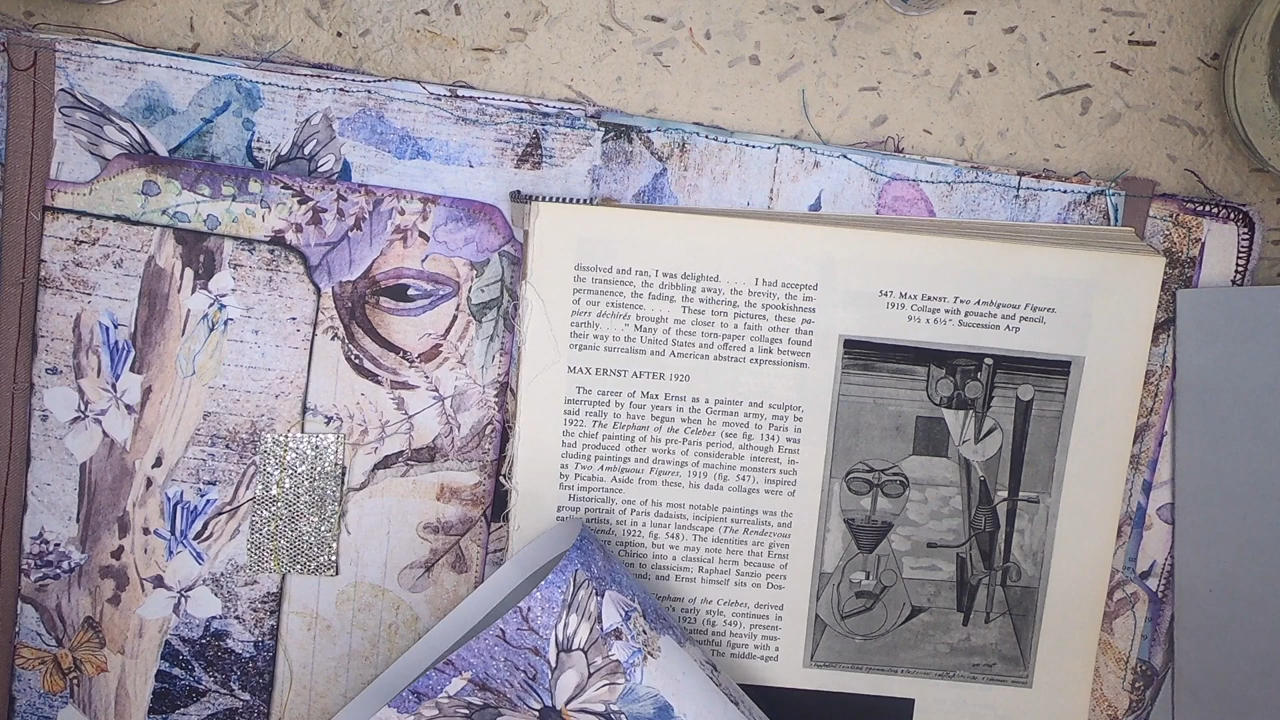 dissolved and ran, I was delighted. . . . . I had accepted
the transience, the dribbling away, the brevity, the im-
permanence, the fading, the withering, the spookishness
of our existence. . . . These torn pictures, these pa-
piers déchirés brought me closer to a faith other than
earthly. . . ." Many of these torn-paper collages found
their way to the United States and offered a link between
organic surrealism and American abstract expressionism.
MAX ERNST AFTER 1920
The career of Max Ernst as a painter and sculptor,
interrupted by four years in the German army, may be
said really to have begun when he moved to Paris in
1922. The Elephant of the Celebes (see fig. 134) was
the chief painting of his pre-Paris period, although Ernst
had produced other works of considerable interest, in-
cluding paintings and drawings of machine monsters such
as Two Ambiguous Figures, 1919 (fig. 547), inspired
by Picabia. Aside from these, his dada collages were of
first importance.
Historically, one of his most notable paintings was the
group portrait of Paris dadaists, incipient surrealists, and
artists, set in a lunar landscape (The Rendezvous
Friends, 1922, fig. 548). The identities are given
caption, but we may note here that Ernst
Chirico into a classical herm because of
to classicism; Raphael Sanzio peers
and Ernst himself sits on Dos-
Elephant of the Celebes, derived
early style, continues in
1923 (fig. 549), present-
and heavily mus-
figure with a
The middle-aged
547. MAX ERNST. Two Ambiguous Figures.
1919. Collage with gouache and pencil,
9½ x 6½". Succession Arp